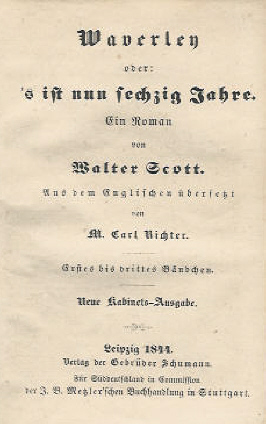 Waverley
oder:
's ist nun sechzig Jahre.
Ein Roman
von
Walter Scott.
Aus dem Englischen übersetzt
von
M. Carl Richter.
Erstes bis drittes Bändchen.
Neue Kabinets-Ausgabe.
Leipzig 1844.
Verlag der Gebrüder Schumann.
Für Süddeutschland in Commission
der J. B. Metzler'schen Buchhandlung in Stuttgart.